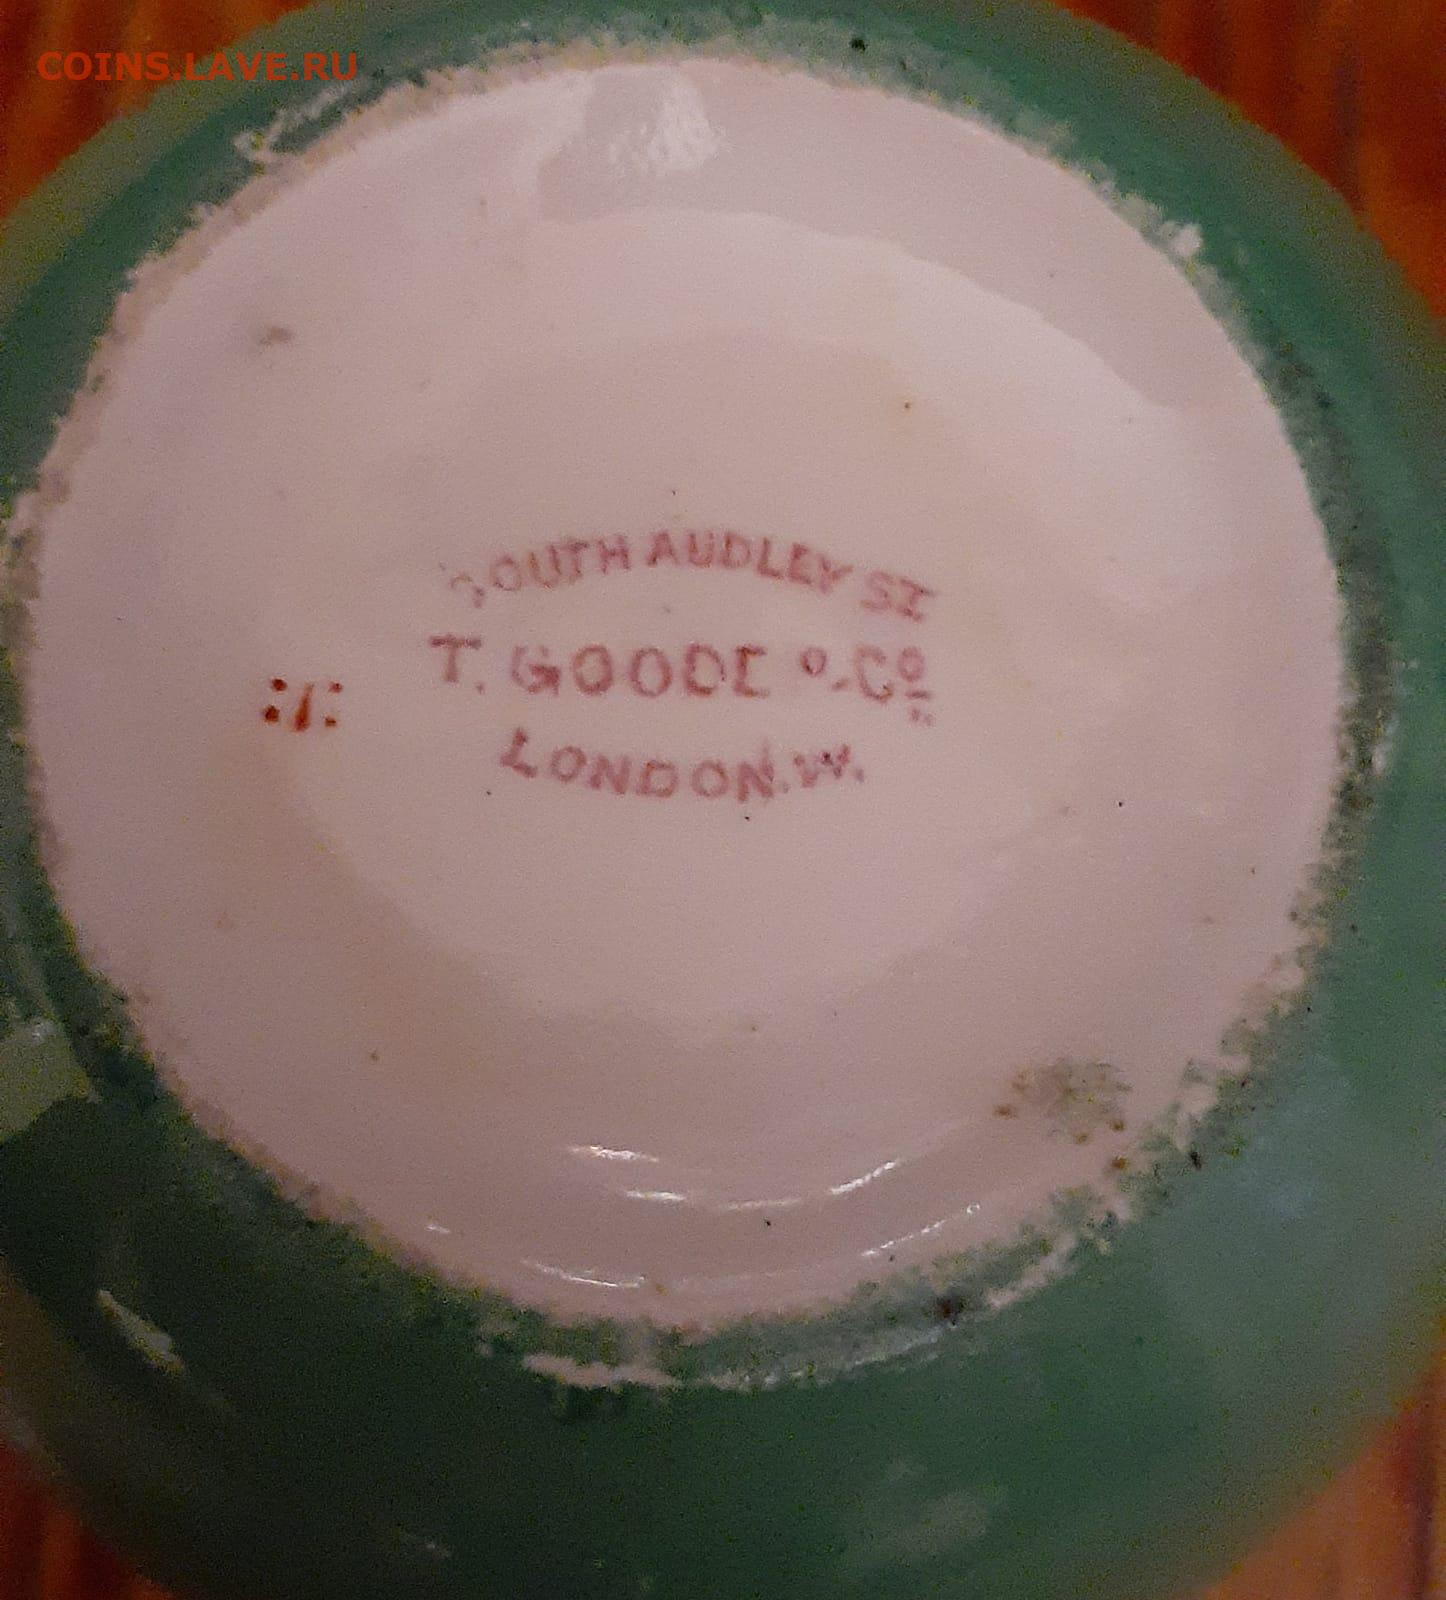 COINS.LAVE.RU
SOUTH AUDLEY ST
T. GOODE & Co
LONDON.W.